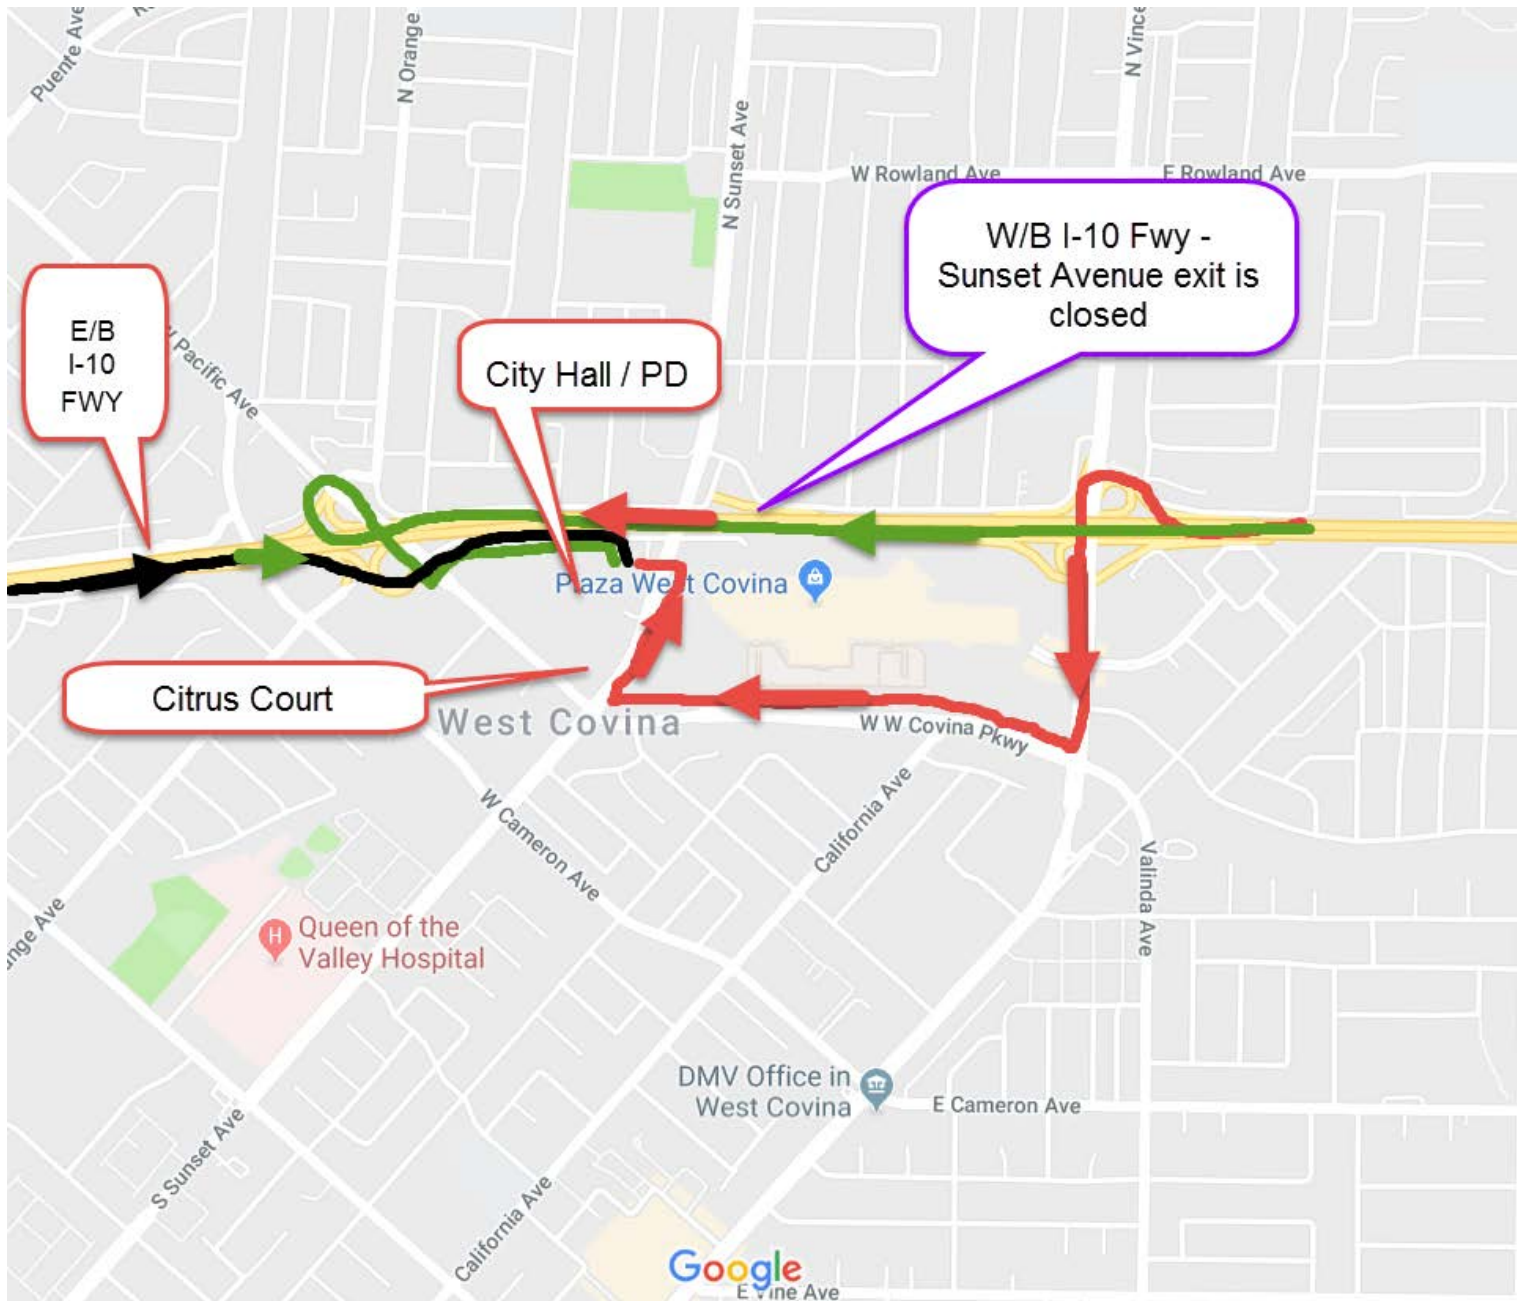 Puente Ave
N Orange
N Sunset Ave
N Vince
W Rowland Ave
E Rowland Ave
W/B I-10 Fwy -
Sunset Avenue exit is
closed
E/B
I-10
FWY
Pacific Ave
City Hall / PD
Plaza West Covina
Citrus Court
West Covina
W W Covina Pkwy
W Cameron Ave
California Ave
Valinda Ave
nge Ave
H
Queen of the
Valley Hospital
DMV Office in
West Covina
E Cameron Ave
S Sunset Ave
California Ave
Google
E Vine Ave